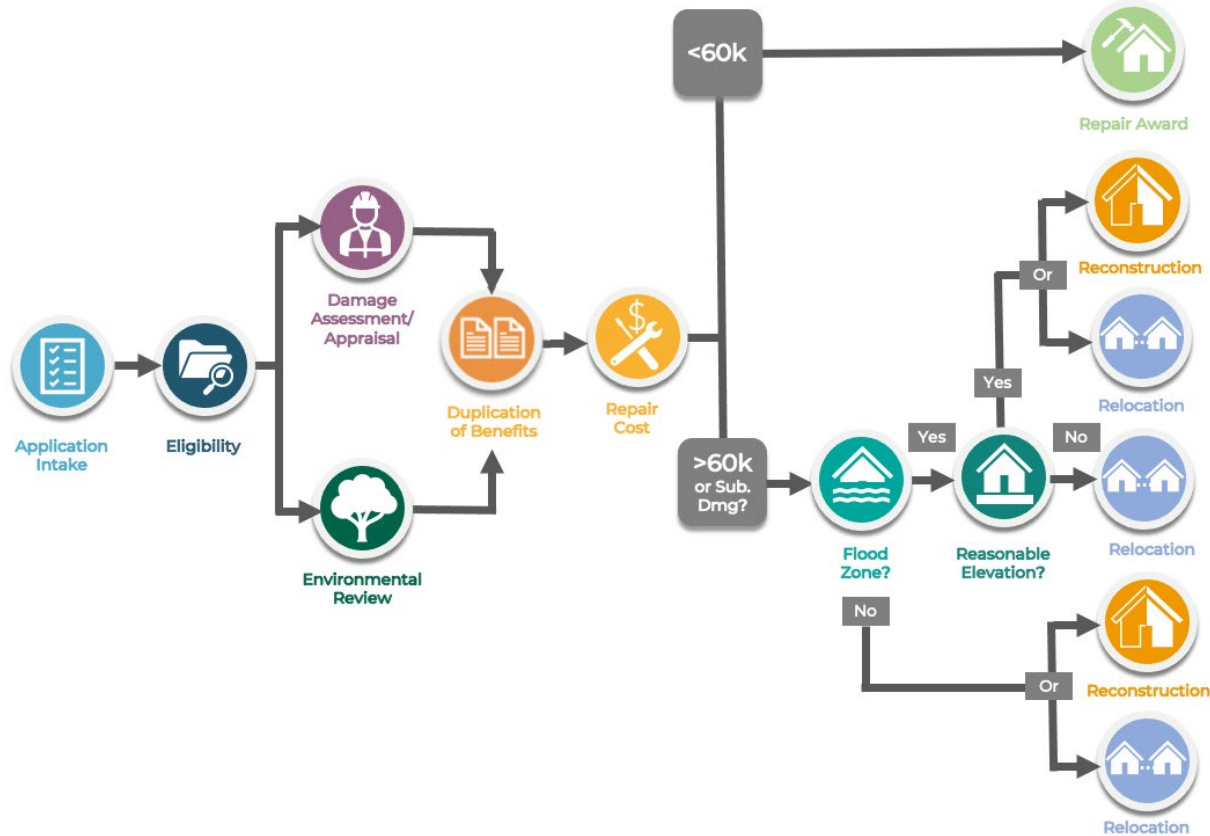 <60k
Repair Award
Damage
Assessment/
Appraisal
Reconstruction
Or
Relocation
Application
Intake
Eligibility
Duplication
of Benefits
Repair
Cost
$
Yes
>60k
or Sub.
Dmg?
Yes
No
Flood
Zone?
Reasonable
Elevation?
Relocation
Environmental
Review
No
Or
Reconstruction
Relocation